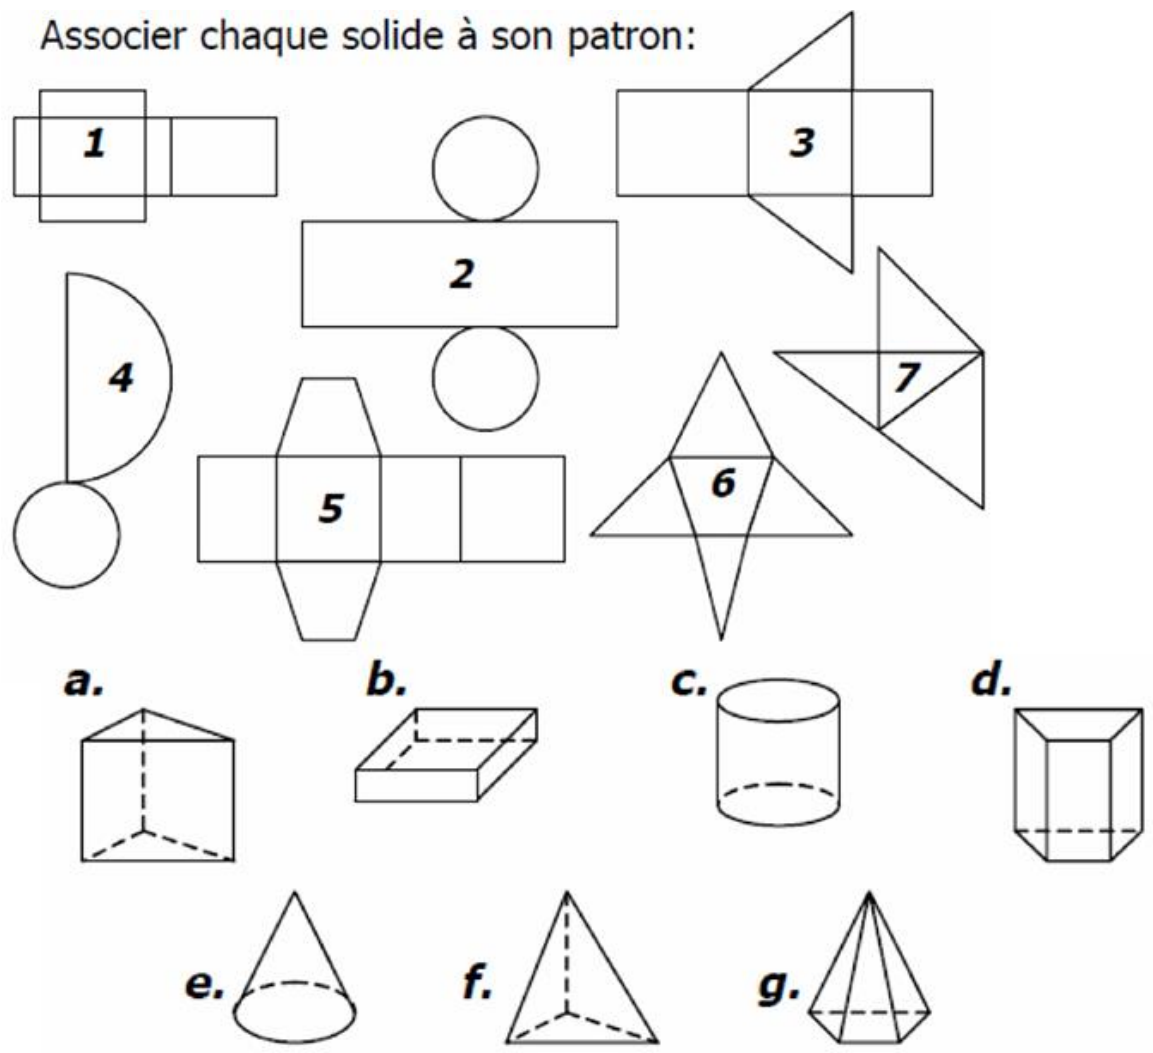 Associer chaque solide à son patron:
1
2
3
4
5
6
7
a.
b.
c.
d.
e.
f.
g.